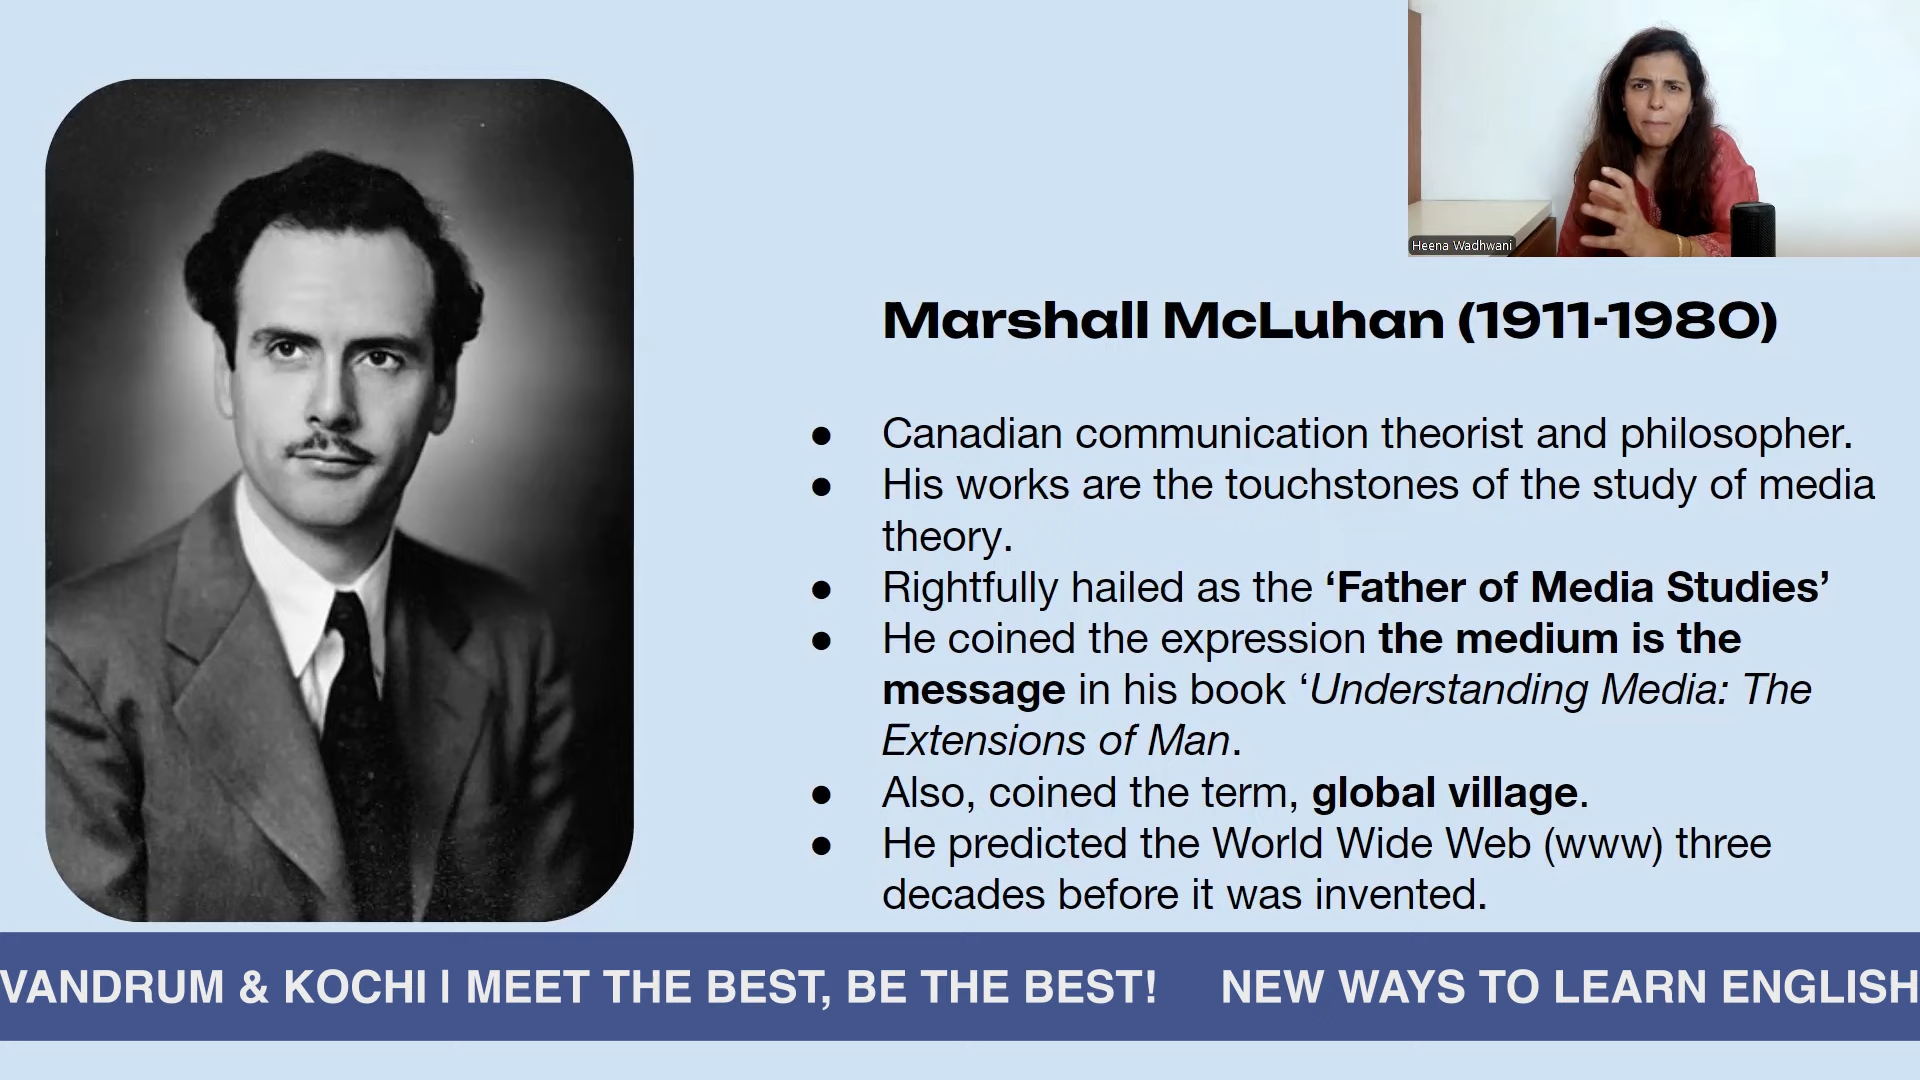 Heena Wadhwani
Marshall McLuhan (1911-1980)
● Canadian communication theorist and philosopher.
● His works are the touchstones of the study of media
theory.
● Rightfully hailed as the ‘Father of Media Studies’
● He coined the expression the medium is the
message in his book ‘Understanding Media: The
Extensions of Man.
● Also, coined the term, global village.
● He predicted the World Wide Web (www) three
decades before it was invented.
VANDRUM & KOCHI | MEET THE BEST, BE THE BEST! NEW WAYS TO LEARN ENGLISH